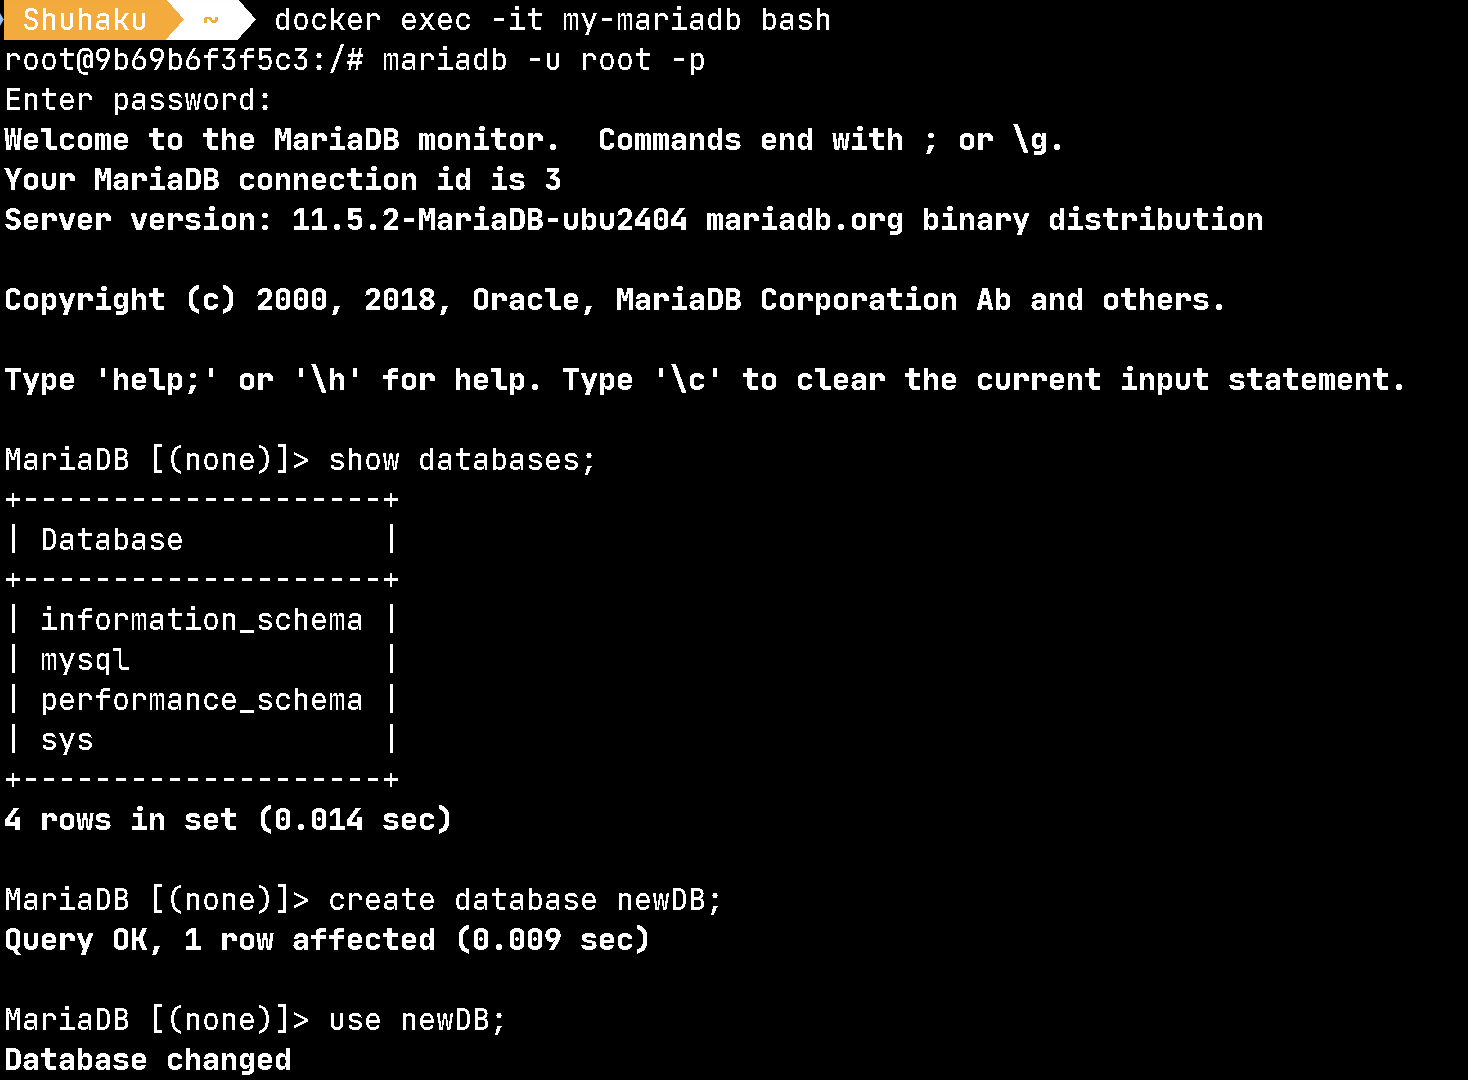 Shuhaku ~ docker exec -it my-mariadb bash
root@9b69b6f3f5c3:/# mariadb -u root -p
Enter password:
Welcome to the MariaDB monitor.  Commands end with ; or \g.
Your MariaDB connection id is 3
Server version: 11.5.2-MariaDB-ubu2404 mariadb.org binary distribution

Copyright (c) 2000, 2018, Oracle, MariaDB Corporation Ab and others.

Type 'help;' or '\h' for help. Type '\c' to clear the current input statement.

MariaDB [(none)]> show databases;
+--------------------+
| Database           |
+--------------------+
| information_schema |
| mysql              |
| performance_schema |
| sys                |
+--------------------+
4 rows in set (0.014 sec)

MariaDB [(none)]> create database newDB;
Query OK, 1 row affected (0.009 sec)

MariaDB [(none)]> use newDB;
Database changed